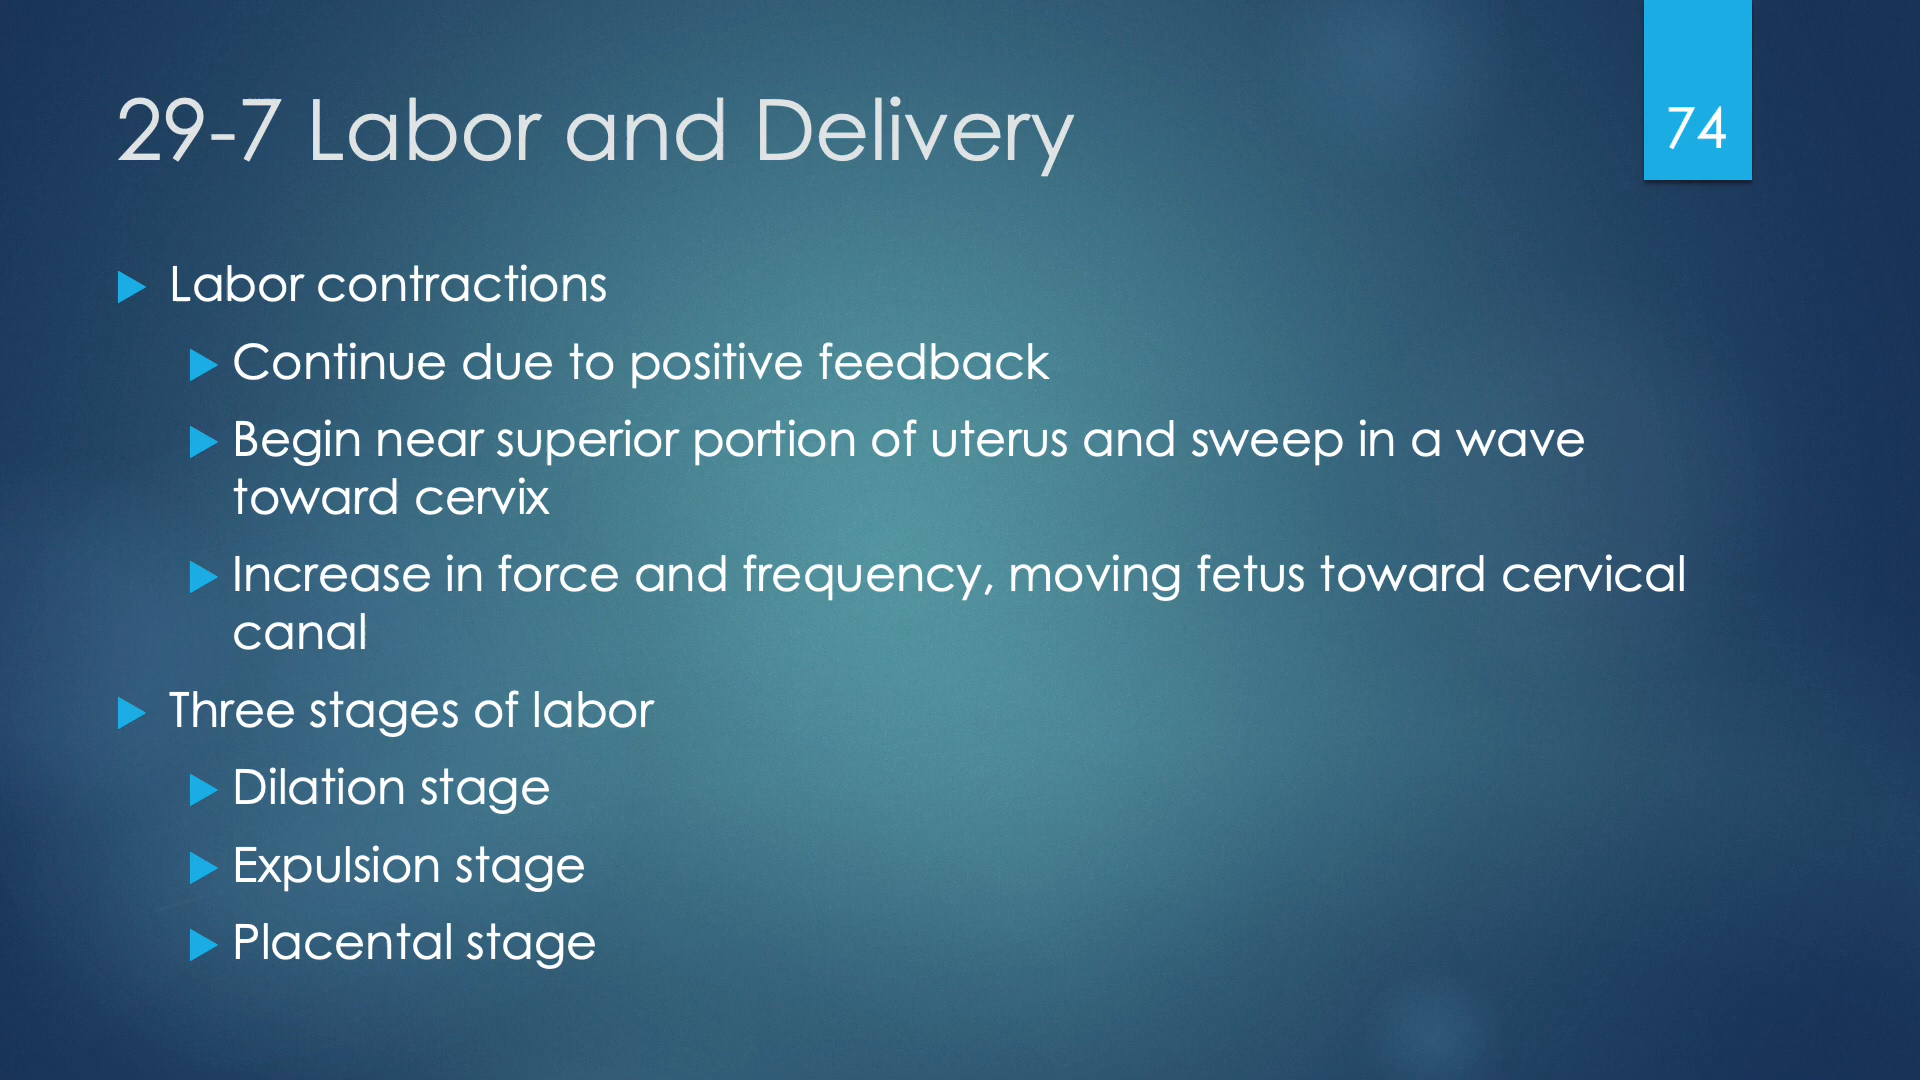 29-7 Labor and Delivery
74
Labor contractions
Continue due to positive feedback
Begin near superior portion of uterus and sweep in a wave
toward cervix
Increase in force and frequency, moving fetus toward cervical
canal
Three stages of labor
Dilation stage
Expulsion stage
Placental stage